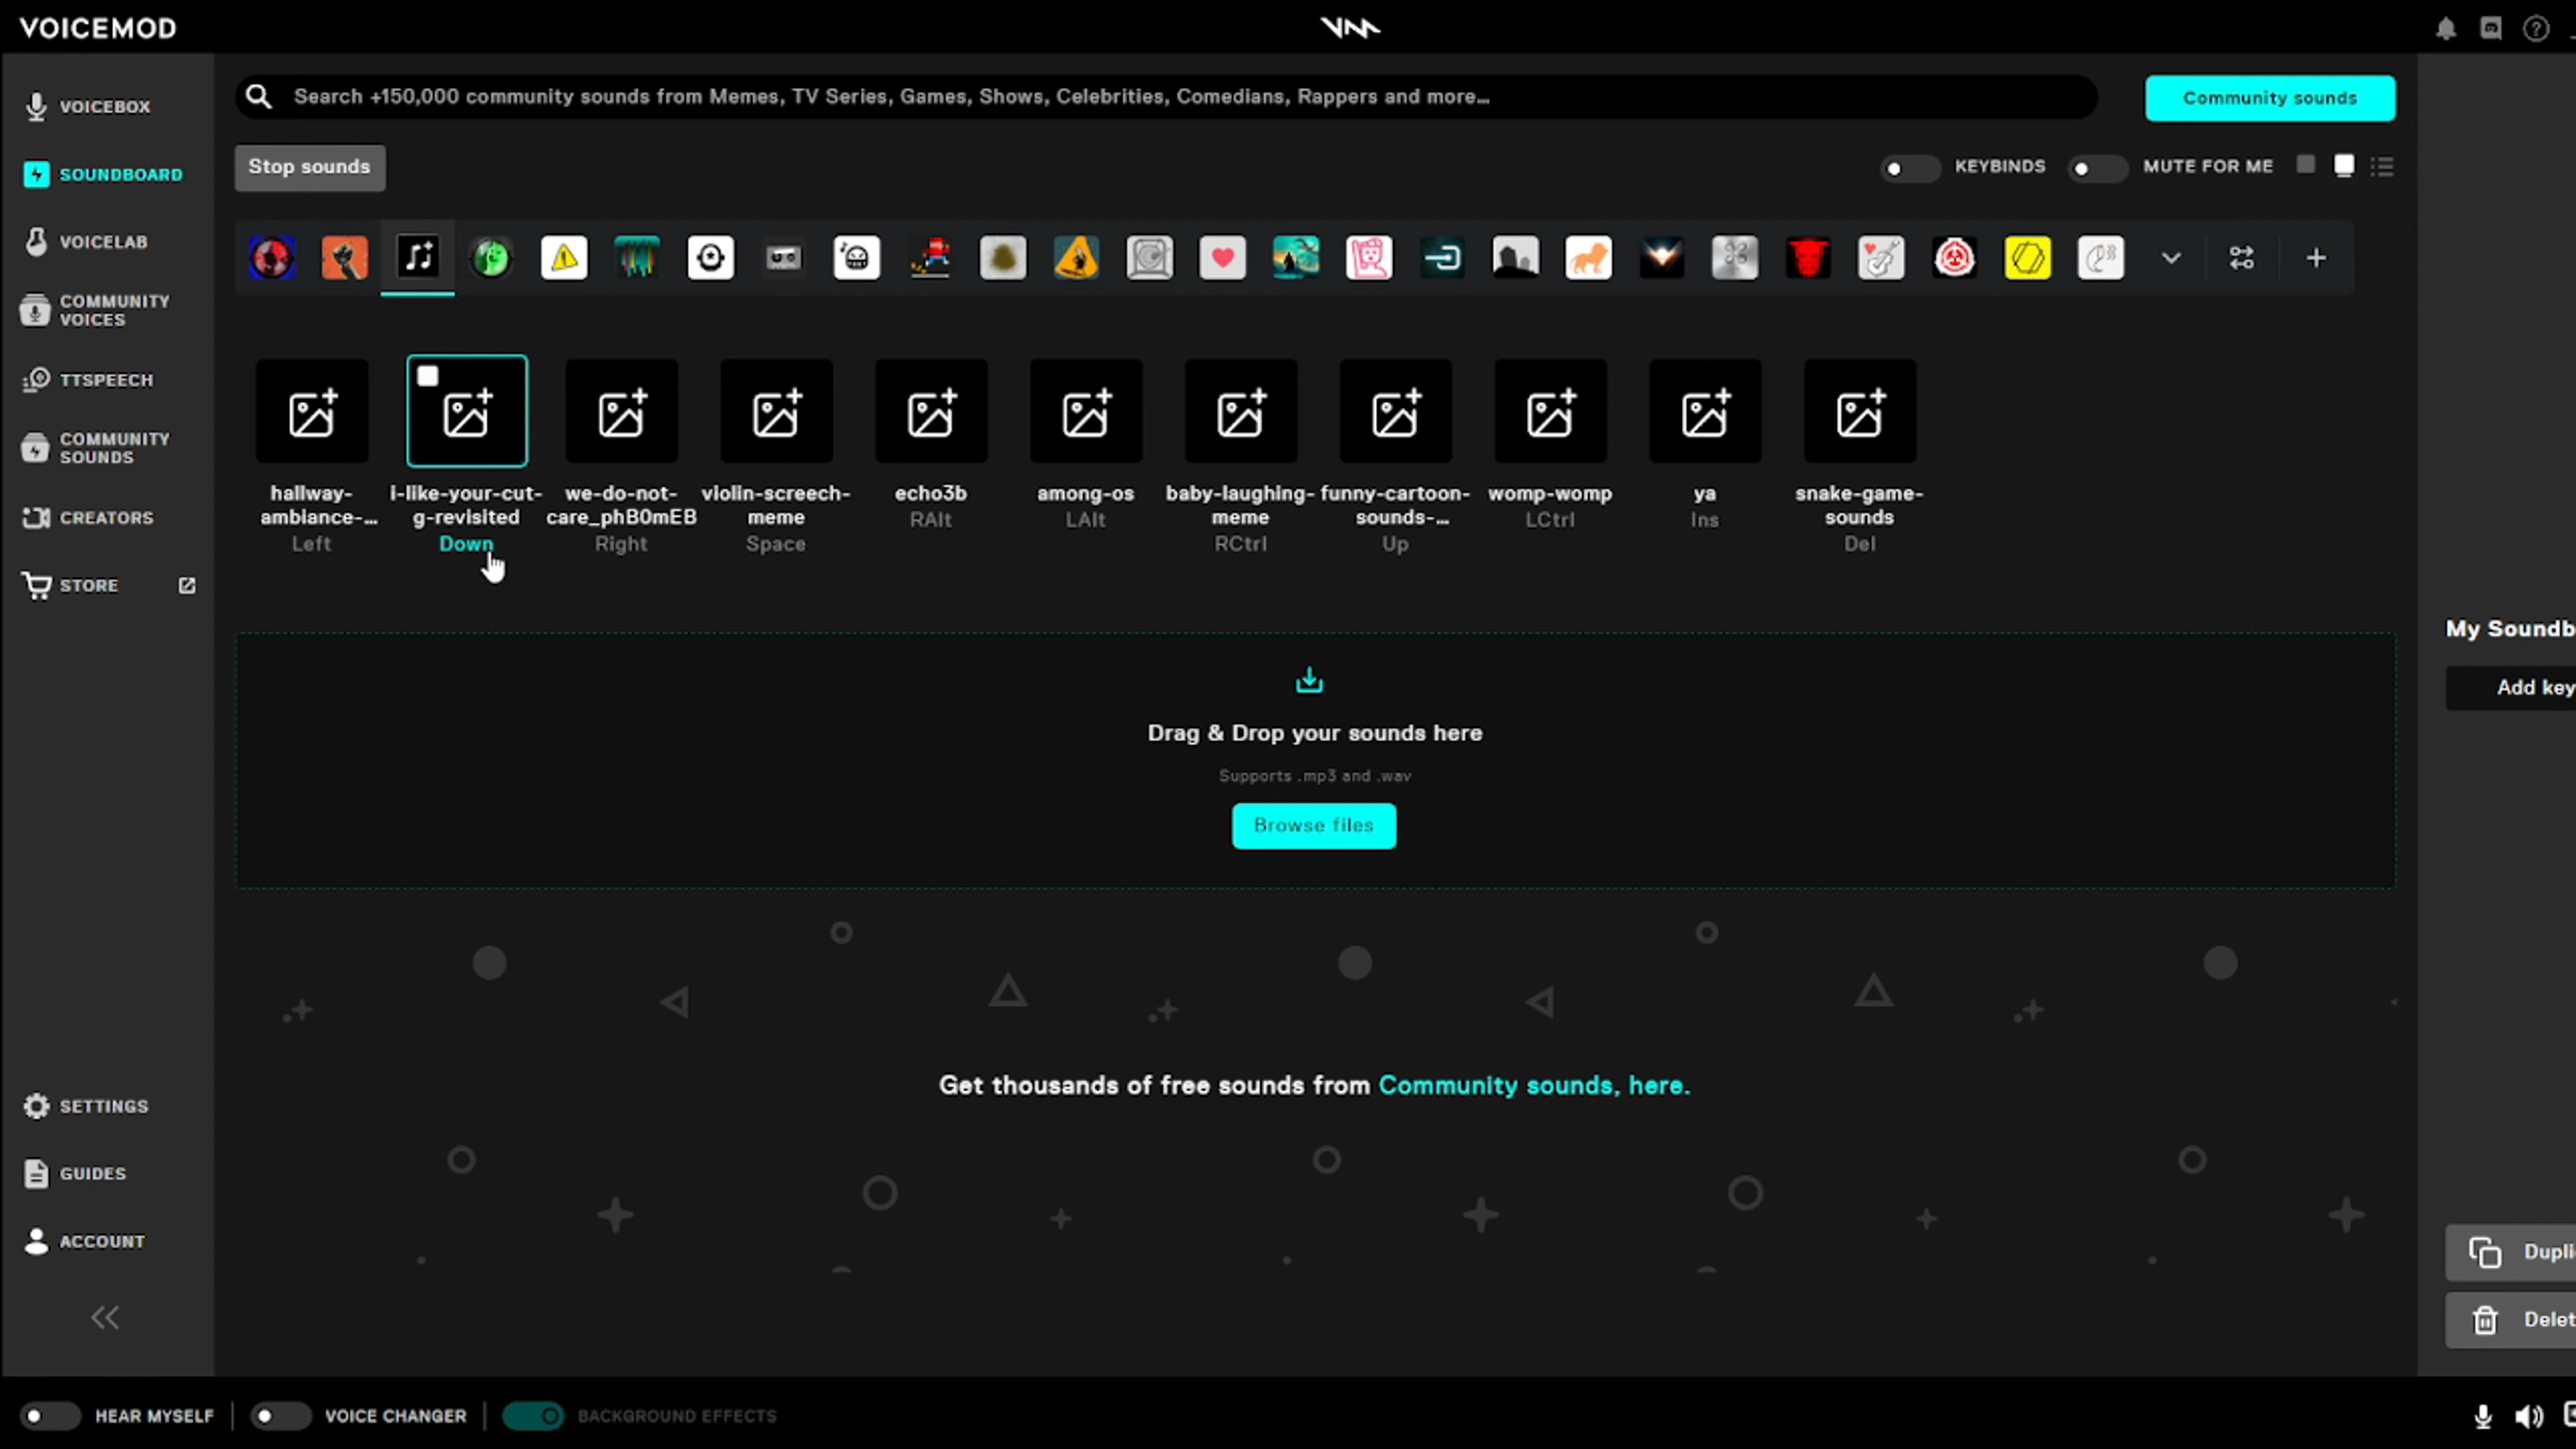 VOICEMOD
VOICEBOX
SOUNDBOARD
VOICELAB
COMMUNITY
VOICES
TTSPEECH
COMMUNITY
SOUNDS
CREATORS
STORE
SETTINGS
GUIDES
ACCOUNT
Search +150,000 community sounds from Memes, TV Series, Games, Shows, Celebrities, Comedians, Rappers and more...
Community sounds
Stop sounds
KEYBINDS
MUTE FOR ME
hallway-
ambiance-...
Left
i-like-your-cut-
g-revisited
Down
we-do-not-
care_phB0mEB
Right
violin-screech-
meme
Space
echo3b
RAlt
among-os
LAlt
baby-laughing-
meme
RCtrl
funny-cartoon-
sounds-...
Up
womp-womp
LCtrl
ya
Ins
snake-game-
sounds
Del
Drag & Drop your sounds here
Supports .mp3 and .wav
Browse files
Get thousands of free sounds from Community sounds, here.
My Soundb
Add key
Dupli
Delet
HEAR MYSELF
VOICE CHANGER
BACKGROUND EFFECTS